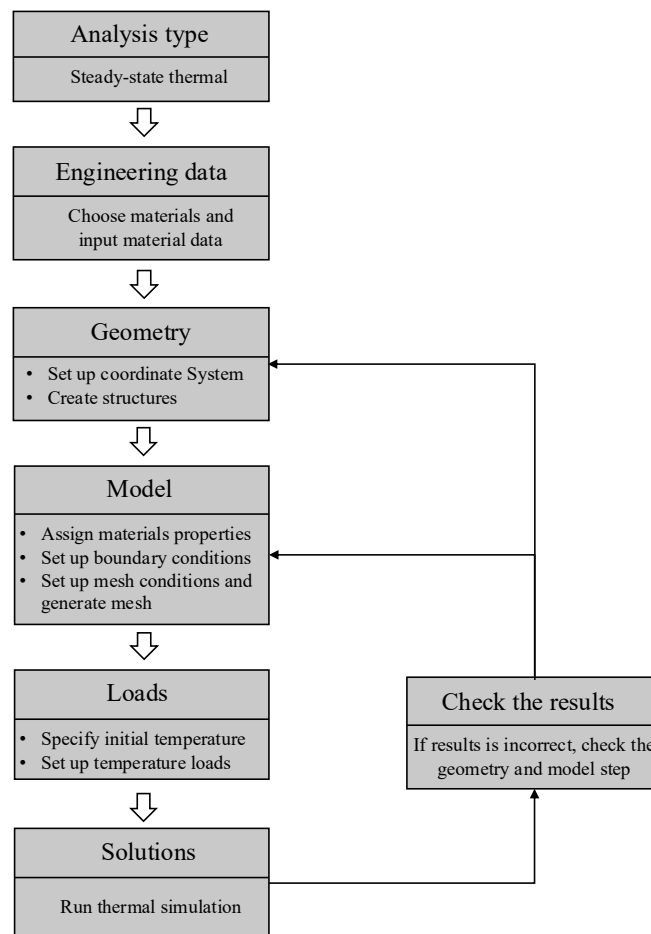 Analysis type
Steady-state thermal
Engineering data
Choose materials and
input material data
Geometry
• Set up coordinate System
• Create structures
Model
• Assign materials properties
• Set up boundary conditions
• Set up mesh conditions and
generate mesh
Loads
• Specify initial temperature
• Set up temperature loads
Check the results
If results is incorrect, check the
geometry and model step
Solutions
Run thermal simulation